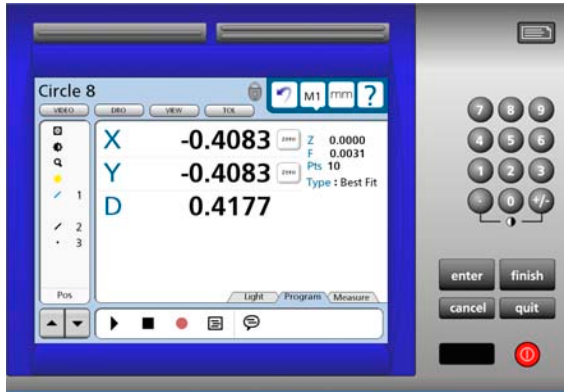 Circle 8
M1 mm ?
VIDEO DRO VIEW TOL
X -0.4083 zero
Y -0.4083 zero
D 0.4177
Z 0.0000
F 0.0031
Pts 10
Type : Best Fit
1
2
3
Pos
Light Program Measure
7 8 9
4 5 6
1 2 3
. 0 +/-
enter finish
cancel quit